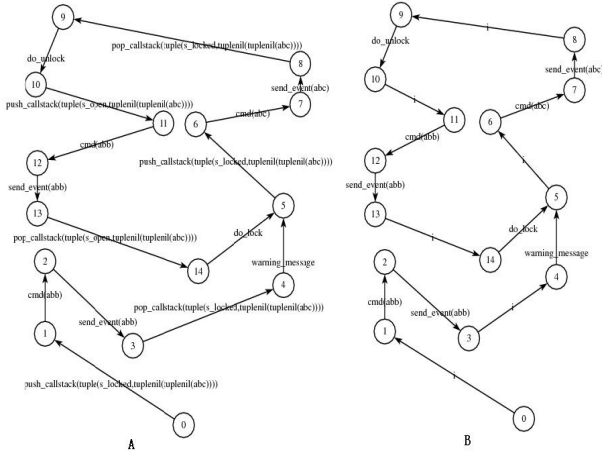 9
pop_callstack(tuple(s_locked,tuplenil(tuplenil(abc))))
do_unlock
8
10
send_event(abc)
push_callstack(tuple(s_open,tuplenil(tuplenil(abc))))
7
11
6
cmd(abc)
cmd(abb)
12
push_callstack(tuple(s_locked,tuplenil(tuplenil(abc))))
send_event(abb)
13
5
pop_callstack(tuple(s_open,tuplenil(tuplenil(abc))))
do_lock
2
14
warning_message
4
cmd(abb)
pop_callstack(tuple(s_locked,tuplenil(tuplenil(abc))))
send_event(abb)
1
3
push_callstack(tuple(s_locked,tuplenil(tuplenil(abc))))
0
A
9
i
8
do_unlock
10
send_event(abc)
i
7
cmd(abc)
11
6
cmd(abb)
12
i
send_event(abb)
5
13
do_lock
i
14
warning_message
2
4
cmd(abb)
i
send_event(abb)
1
3
i
0
B